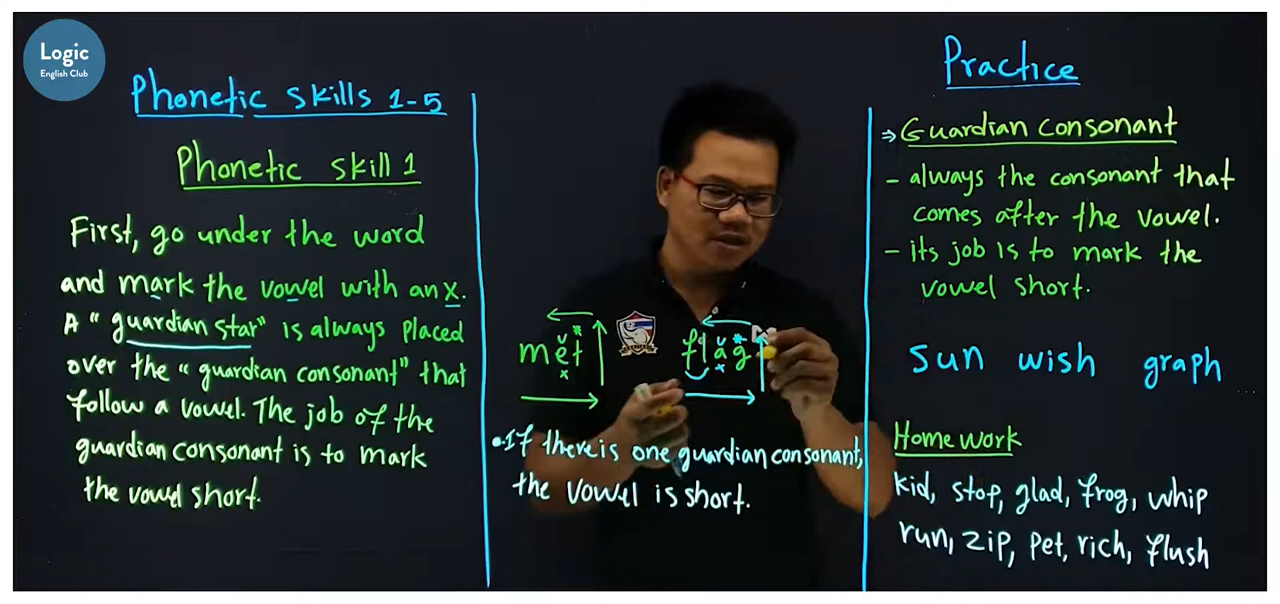 Logic
English Club
Phonetic skills 1-5
Phonetic skill 1
First, go under the word
and mark the vowel with an x.
A "guardian star" is always placed
over the "guardian consonant" that
follow a vowel. The job of the
guardian consonant is to mark
the vowel short.
mĕt flăg
* *
x x
•If there is one guardian consonant,
the vowel is short.
Practice
⇒ Guardian consonant
- always the consonant that
comes after the vowel.
- its job is to mark the
vowel short.
sun wish graph
Home work
kid, stop, glad, frog, whip
run, zip, pet, rich, flush